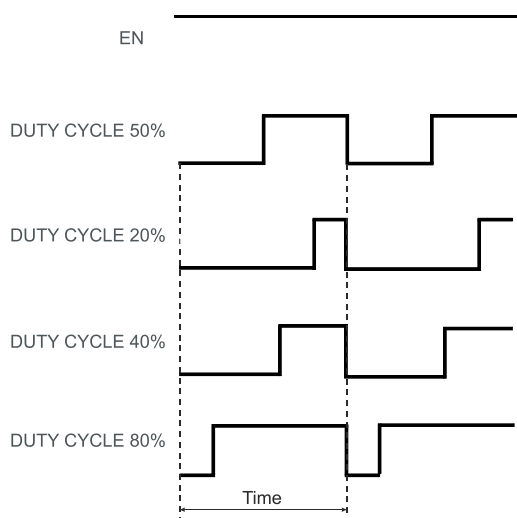 EN
DUTY CYCLE 50%
DUTY CYCLE 20%
DUTY CYCLE 40%
DUTY CYCLE 80%
Time